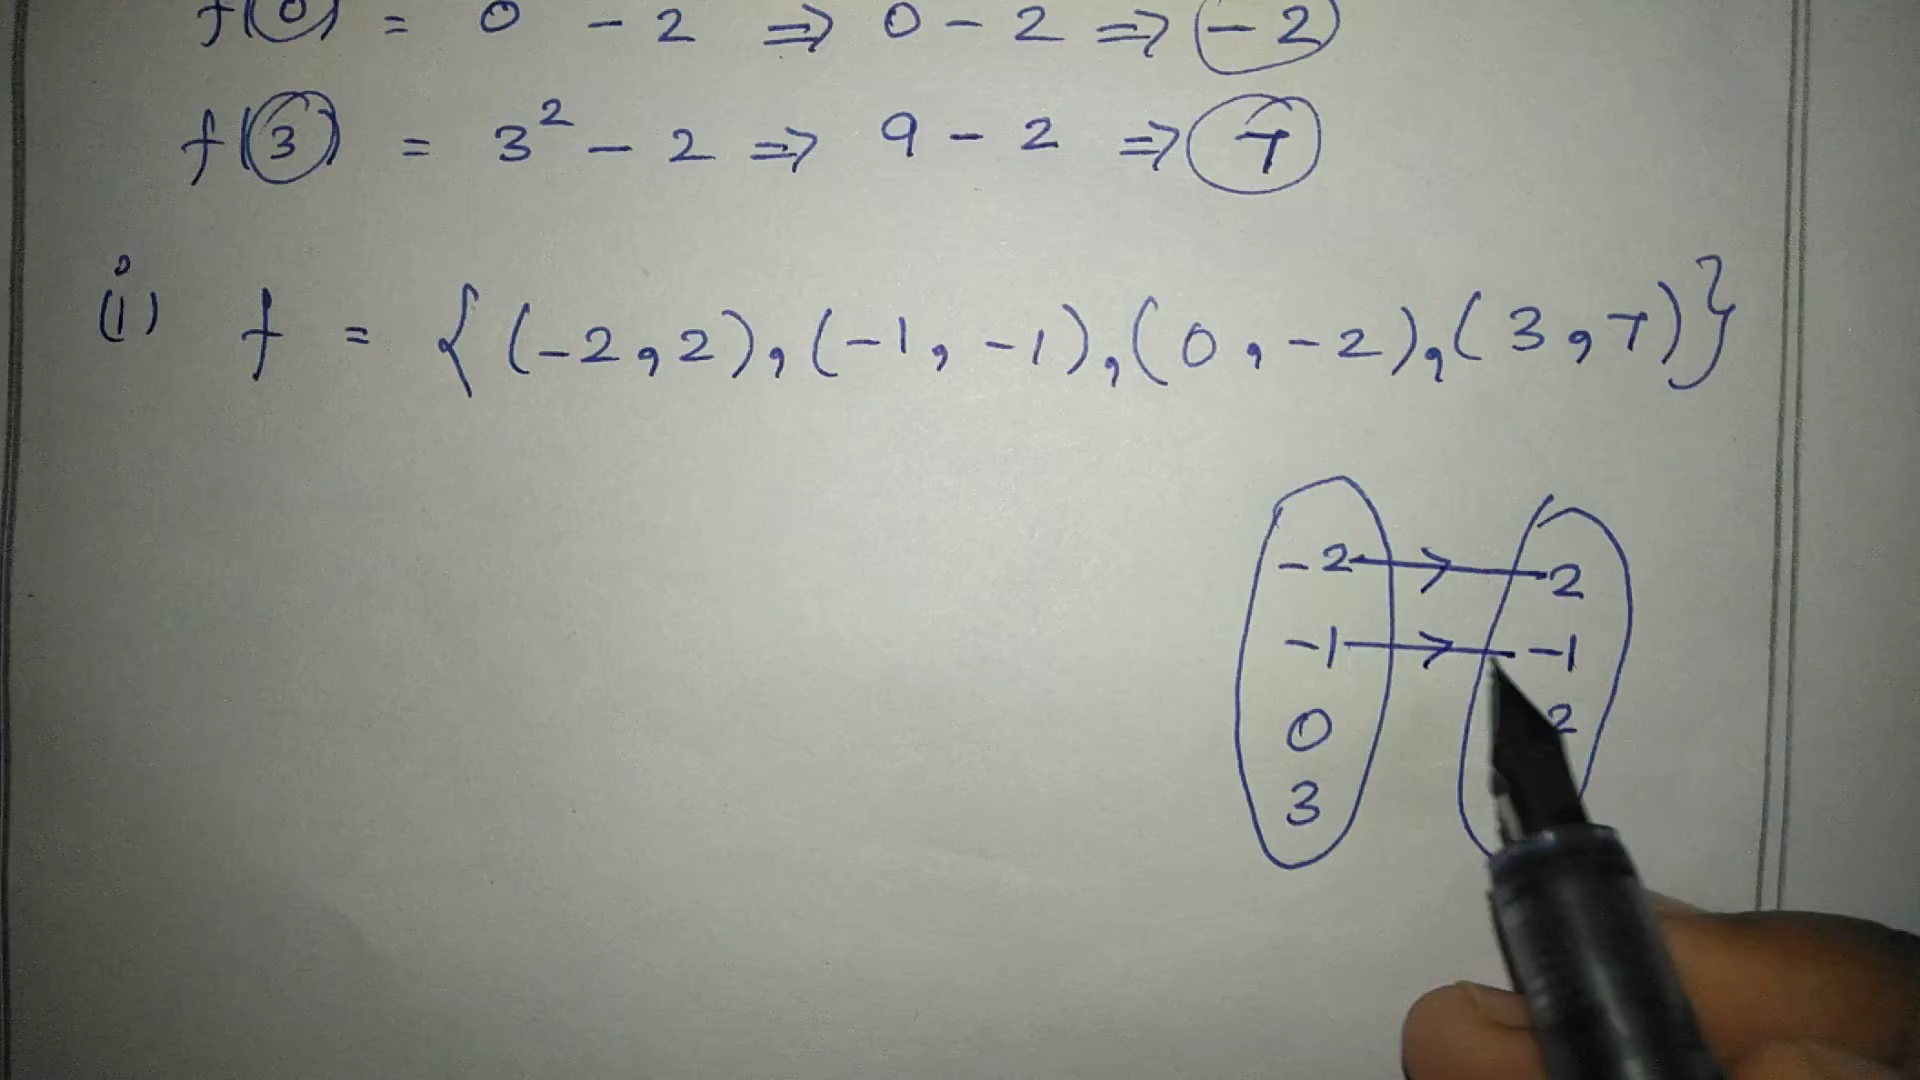 f(0) = 0 - 2 ⇒ 0 - 2 ⇒ -2
f(3) = 3² - 2 ⇒ 9 - 2 ⇒ 7
(i) f = {(-2, 2), (-1, -1), (0, -2), (3, 7)}
-2 → 2
-1 → -1
0 2
3